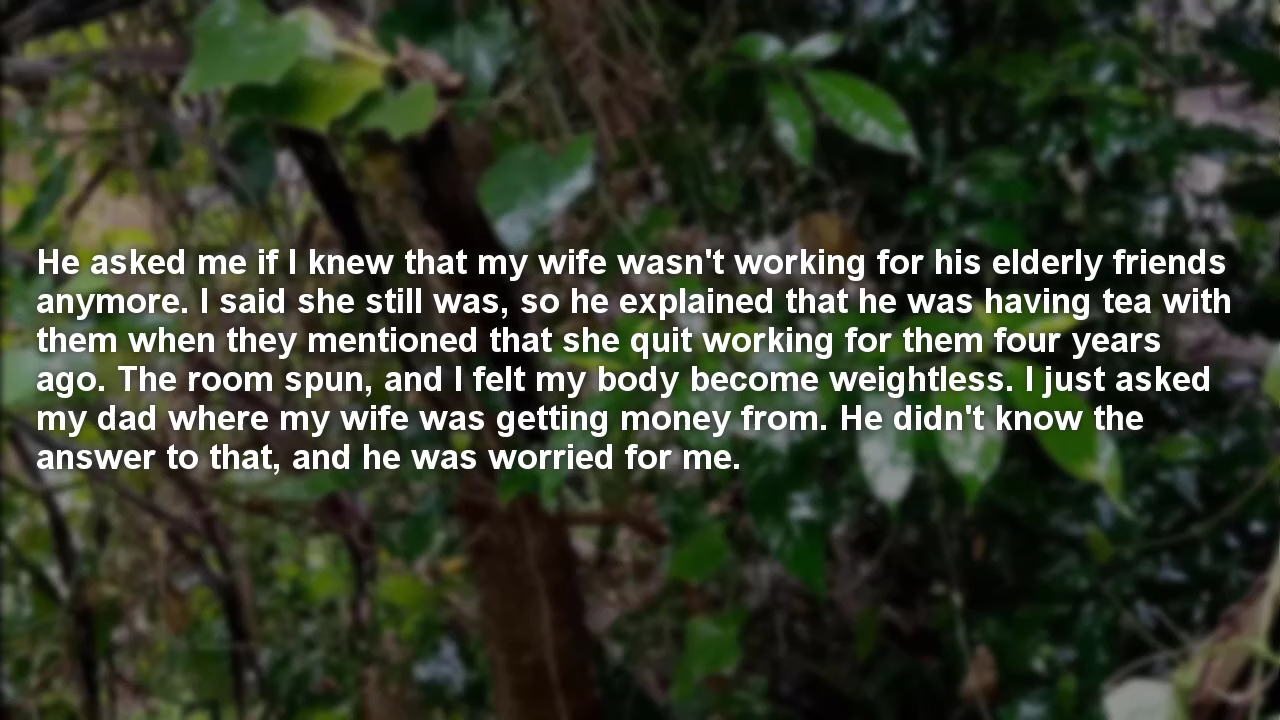 He asked me if I knew that my wife wasn't working for his elderly friends
anymore. I said she still was, so he explained that he was having tea with
them when they mentioned that she quit working for them four years
ago. The room spun, and I felt my body become weightless. I just asked
my dad where my wife was getting money from. He didn't know the
answer to that, and he was worried for me.